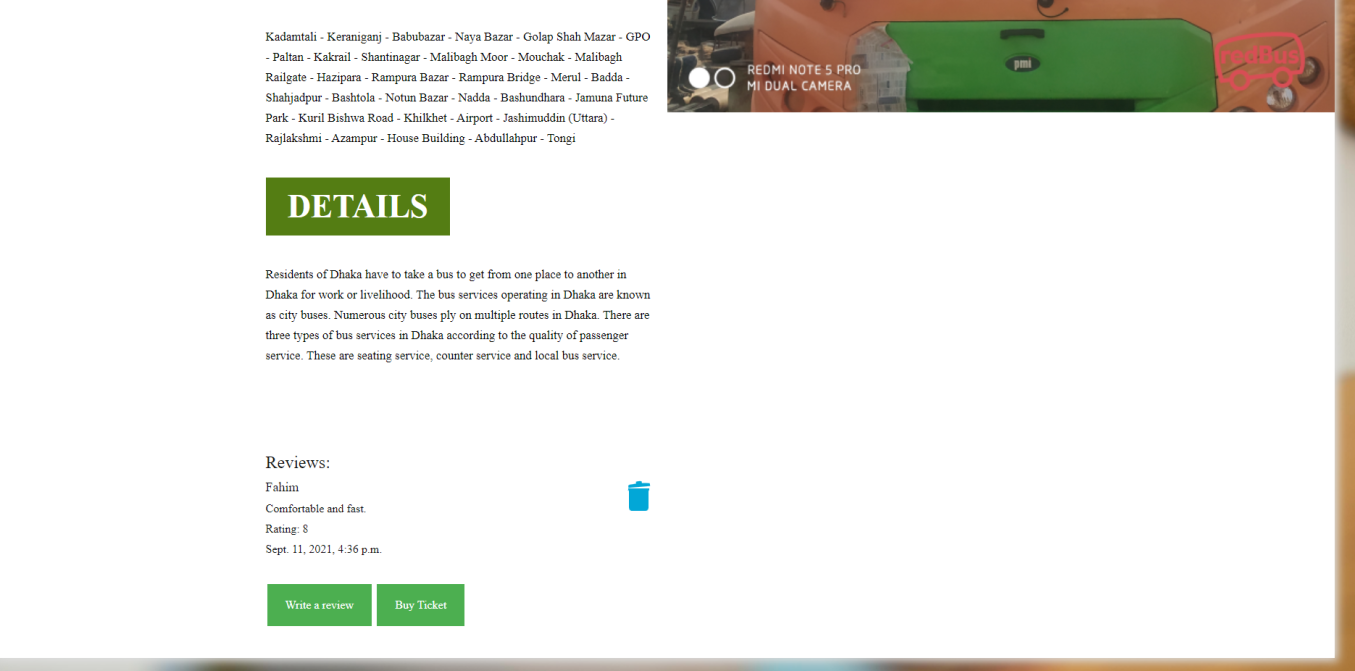 Kadamtali - Keraniganj - Babubazar - Naya Bazar - Golap Shah Mazar - GPO
- Paltan - Kakrail - Shantinagar - Malibagh Moor - Mouchak - Malibagh
Railgate - Hazipara - Rampura Bazar - Rampura Bridge - Merul - Badda -
Shahjadpur - Bashtola - Notun Bazar - Nadda - Bashundhara - Jamuna Future
Park - Kuril Bishwa Road - Khilkhet - Airport - Jashimuddin (Uttara) -
Rajlakshmi - Azampur - House Building - Abdullahpur - Tongi
DETAILS
Residents of Dhaka have to take a bus to get from one place to another in
Dhaka for work or livelihood. The bus services operating in Dhaka are known
as city buses. Numerous city buses ply on multiple routes in Dhaka. There are
three types of bus services in Dhaka according to the quality of passenger
service. These are seating service, counter service and local bus service.
Reviews:
Fahim
Comfortable and fast.
Rating: 8
Sept. 11, 2021, 4:36 p.m.
Write a review
Buy Ticket
pmi
redBus
REDMI NOTE 5 PRO
MI DUAL CAMERA